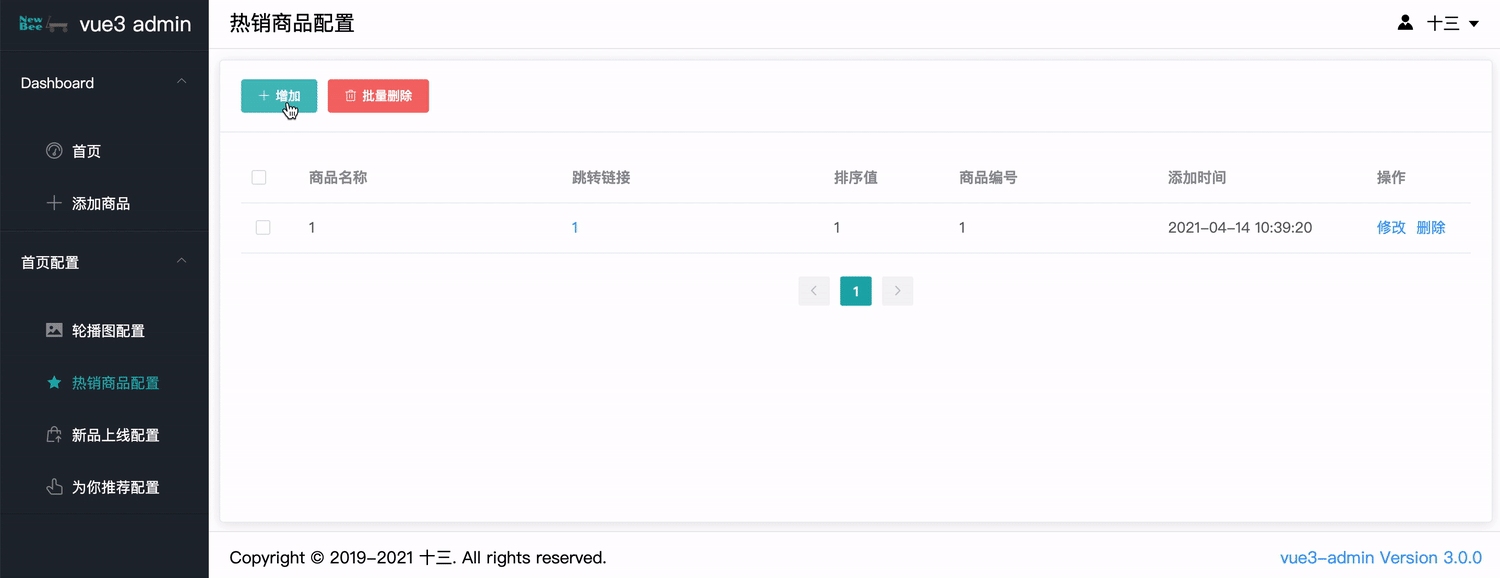 New Bee vue3 admin
Dashboard
首页
添加商品
首页配置
轮播图配置
热销商品配置
新品上线配置
为你推荐配置
热销商品配置
十三
增加 批量删除
商品名称 跳转链接 排序值 商品编号 添加时间 操作
1 1 1 1 2021-04-14 10:39:20 修改 删除
1
Copyright © 2019-2021 十三. All rights reserved.
vue3-admin Version 3.0.0